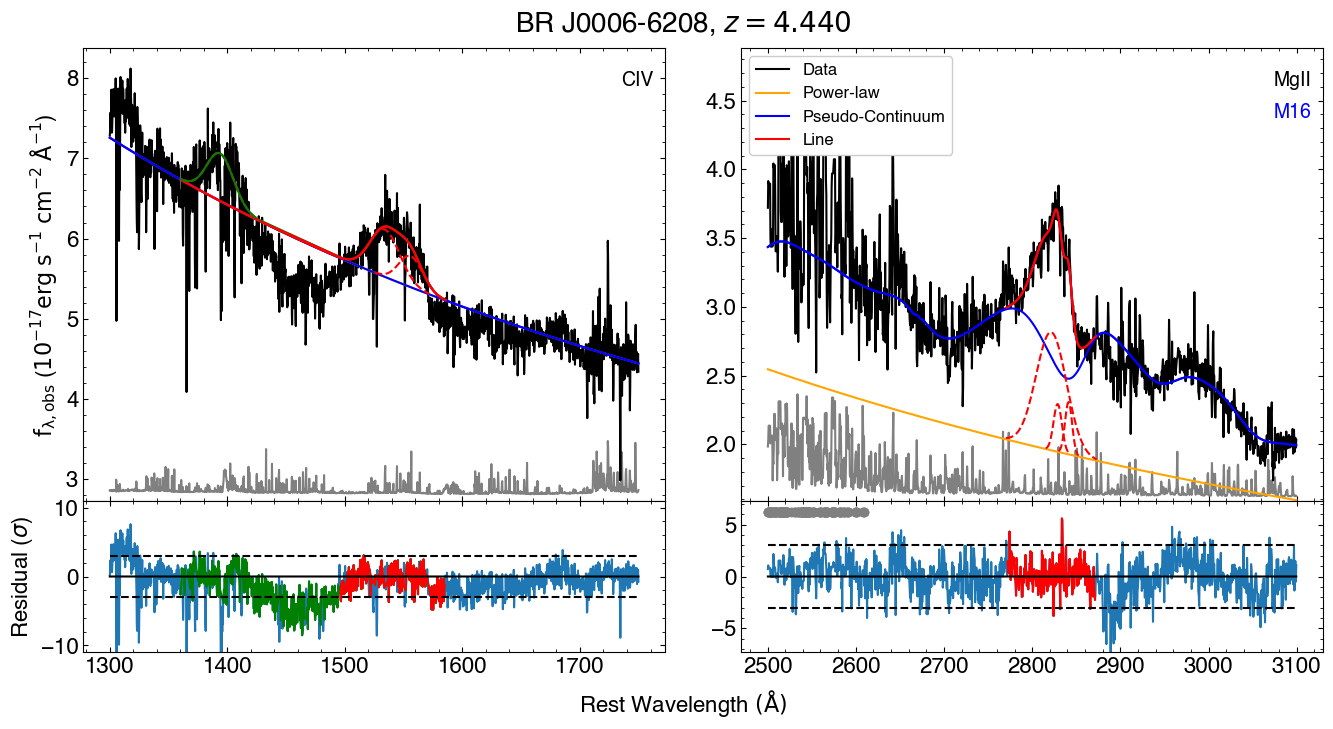 BR J0006-6208, z = 4.440
f_λ,obs (10⁻¹⁷erg s⁻¹ cm⁻² Å⁻¹)
8
7
6
5
4
3
CIV
Data
Power-law
Pseudo-Continuum
Line
MgII
M16
4.5
4.0
3.5
3.0
2.5
2.0
Residual (σ)
10
0
−10
5
0
−5
1300 1400 1500 1600 1700
2500 2600 2700 2800 2900 3000 3100
Rest Wavelength (Å)